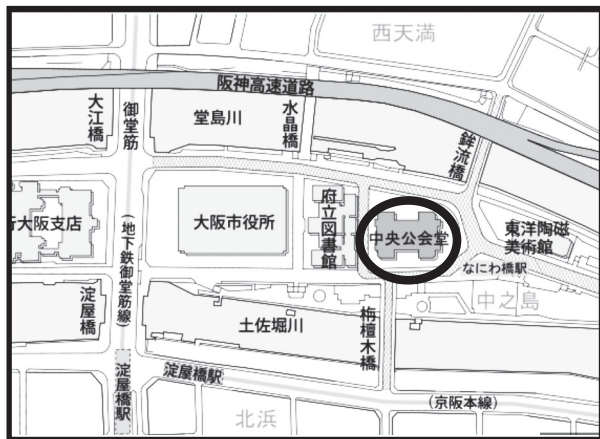 西天満
阪神高速道路
大江橋
御堂筋
堂島川
水晶橋
鉾流橋
大阪支店
大阪市役所
府立図書館
中央公会堂
東洋陶磁
美術館
なにわ橋駅
中之島
(地下鉄御堂筋線)
淀屋橋
土佐堀川
栴檀木橋
淀屋橋駅
淀屋橋駅
(京阪本線)
北浜